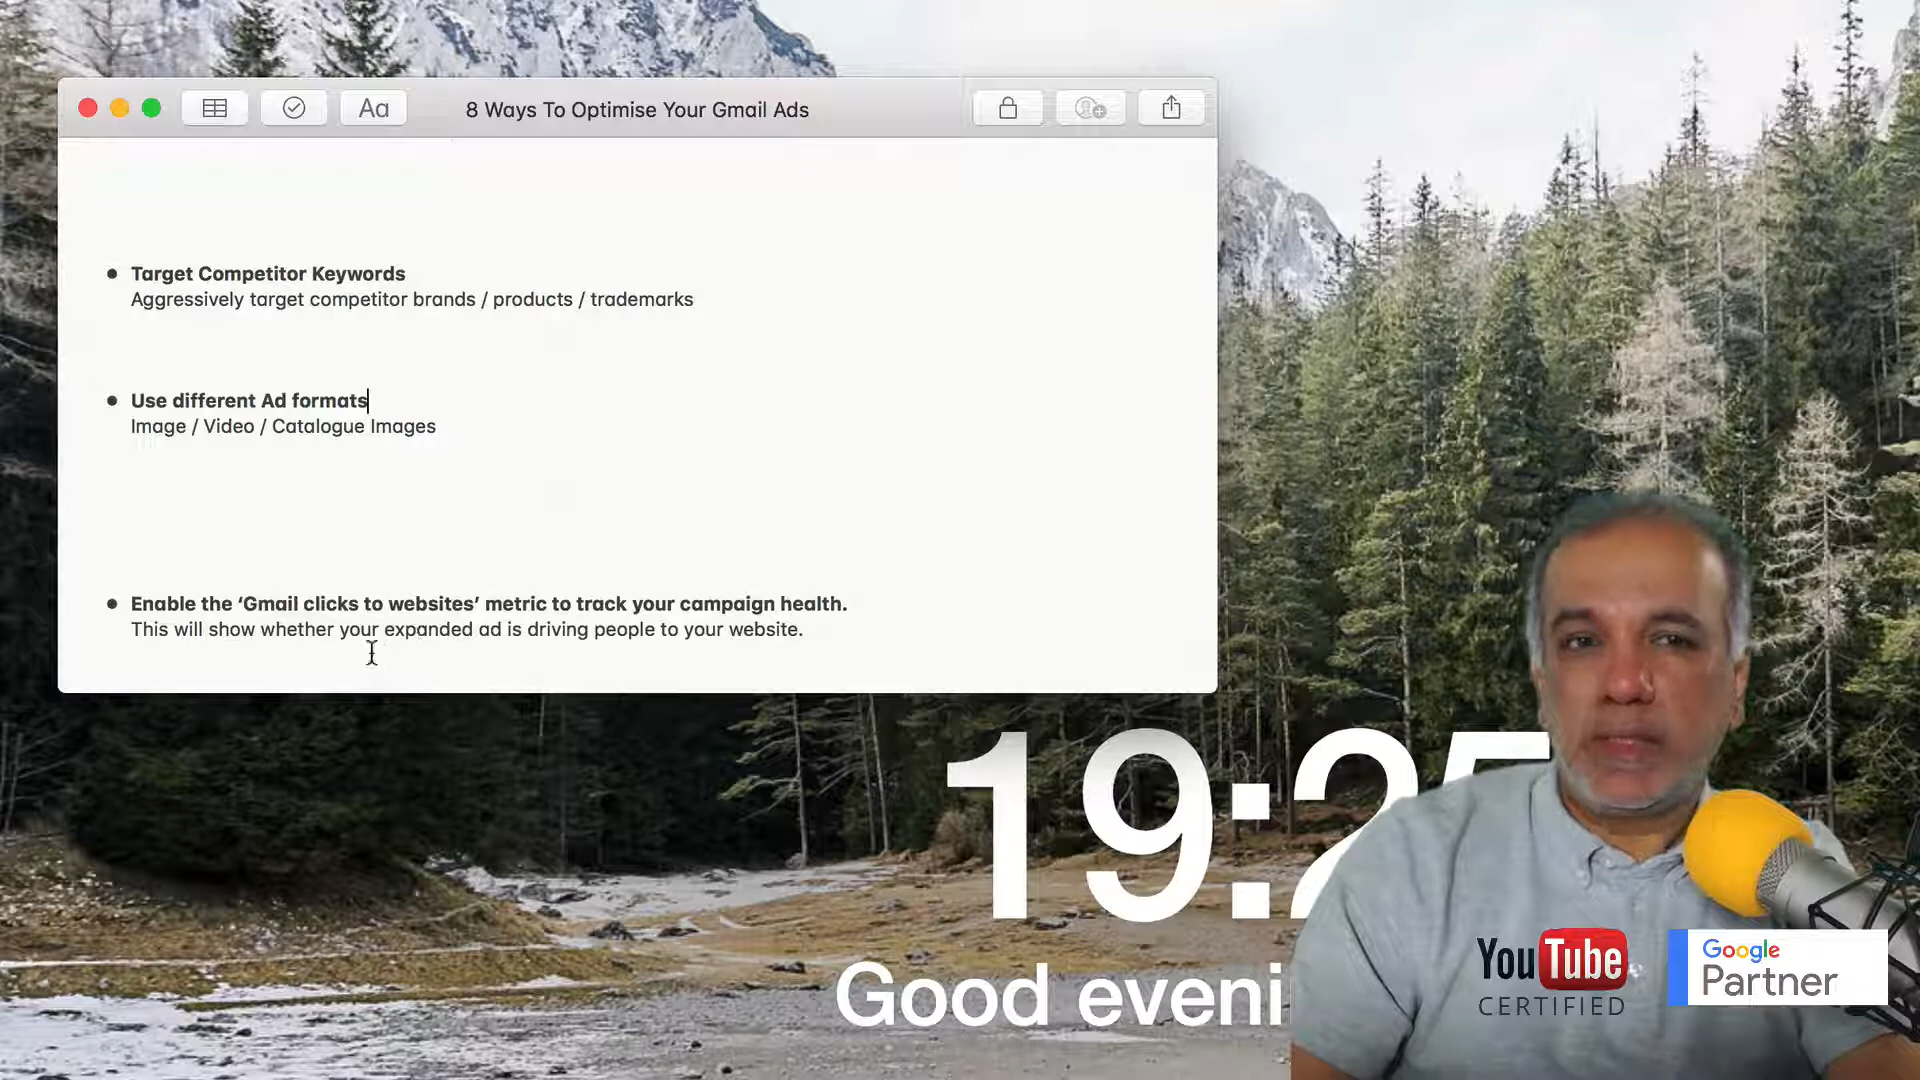 Aa
8 Ways To Optimise Your Gmail Ads
Target Competitor Keywords
Aggressively target competitor brands / products / trademarks
Use different Ad formats
Image / Video / Catalogue Images
Enable the ‘Gmail clicks to websites’ metric to track your campaign health.
This will show whether your expanded ad is driving people to your website.
19:25
Good eveni
YouTube
CERTIFIED
Google
Partner